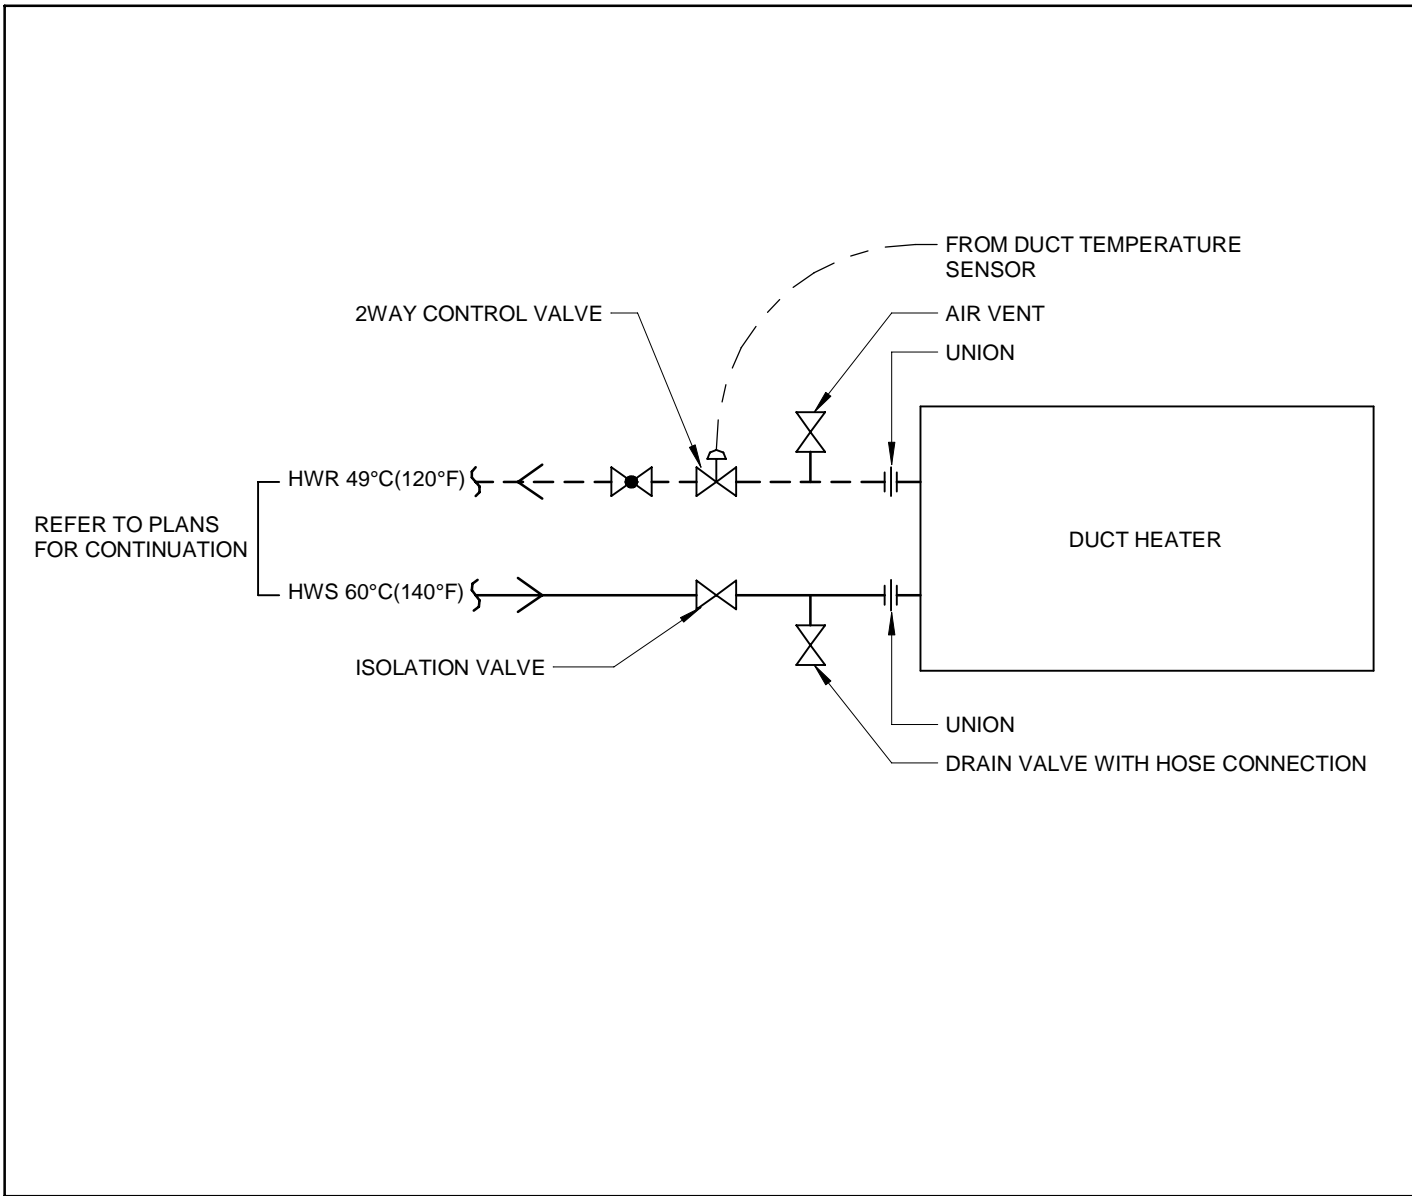 FROM DUCT TEMPERATURE
SENSOR
2WAY CONTROL VALVE
AIR VENT
UNION
HWR 49°C(120°F)
REFER TO PLANS
FOR CONTINUATION
DUCT HEATER
HWS 60°C(140°F)
ISOLATION VALVE
UNION
DRAIN VALVE WITH HOSE CONNECTION